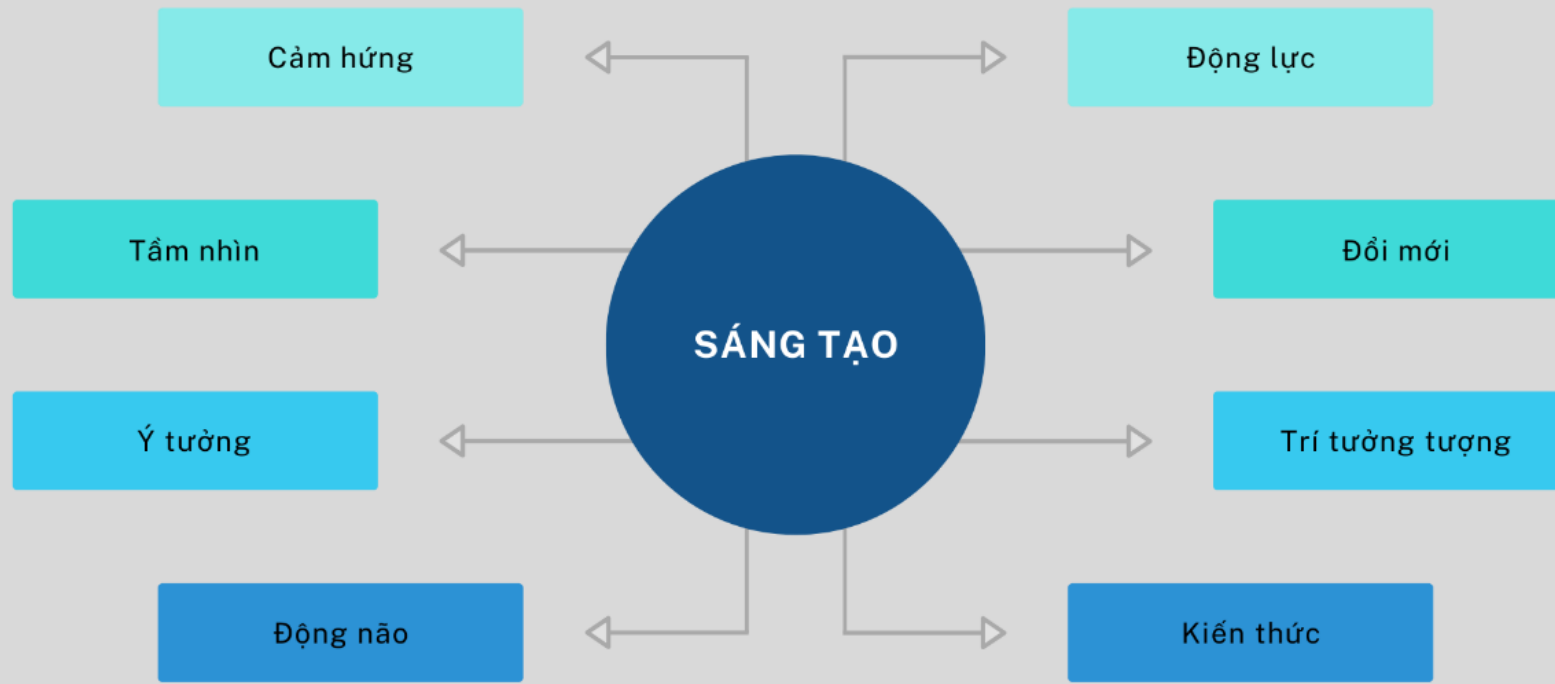 Cảm hứng
Động lực
Tầm nhìn
Đổi mới
SÁNG TẠO
Ý tưởng
Trí tưởng tượng
Động não
Kiến thức